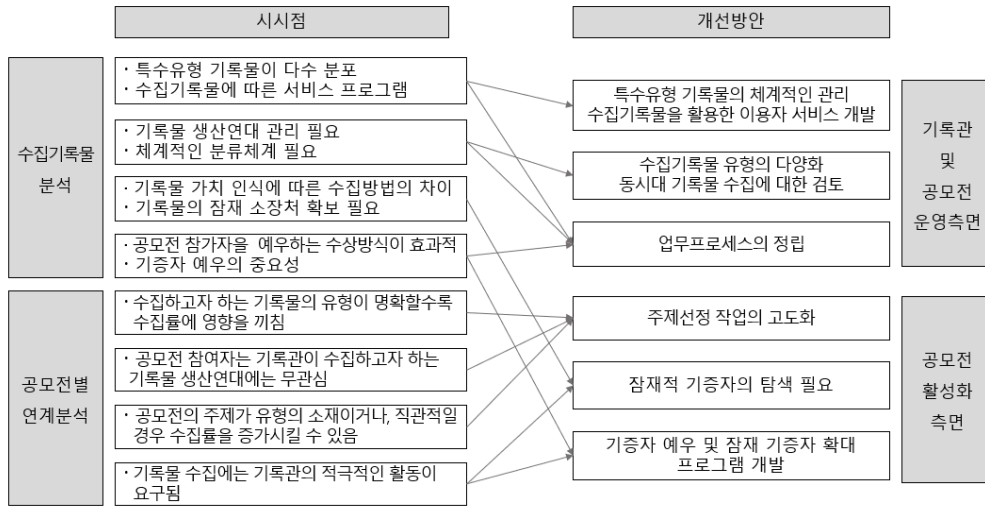 시시점
개선방안
수집기록물
분석
· 특수유형 기록물이 다수 분포
· 수집기록물에 따른 서비스 프로그램
· 기록물 생산연대 관리 필요
· 체계적인 분류체계 필요
· 기록물 가치 인식에 따른 수집방법의 차이
· 기록물의 잠재 소장처 확보 필요
· 공모전 참가자을 예우하는 수상방식이 효과적
· 기증자 예우의 중요성
공모전별
연계분석
· 수집하고자 하는 기록물의 유형이 명확할수록
수집률에 영향을 끼침
· 공모전 참여자는 기록관이 수집하고자 하는
기록물 생산연대에는 무관심
· 공모전의 주제가 유형의 소재이거나, 직관적일
경우 수집률을 증가시킬 수 있음
· 기록물 수집에는 기록관의 적극적인 활동이
요구됨
특수유형 기록물의 체계적인 관리
수집기록물을 활용한 이용자 서비스 개발
수집기록물 유형의 다양화
동시대 기록물 수집에 대한 검토
업무프로세스의 정립
주제선정 작업의 고도화
잠재적 기증자의 탐색 필요
기증자 예우 및 잠재 기증자 확대
프로그램 개발
기록관
및
공모전
운영측면
공모전
활성화
측면